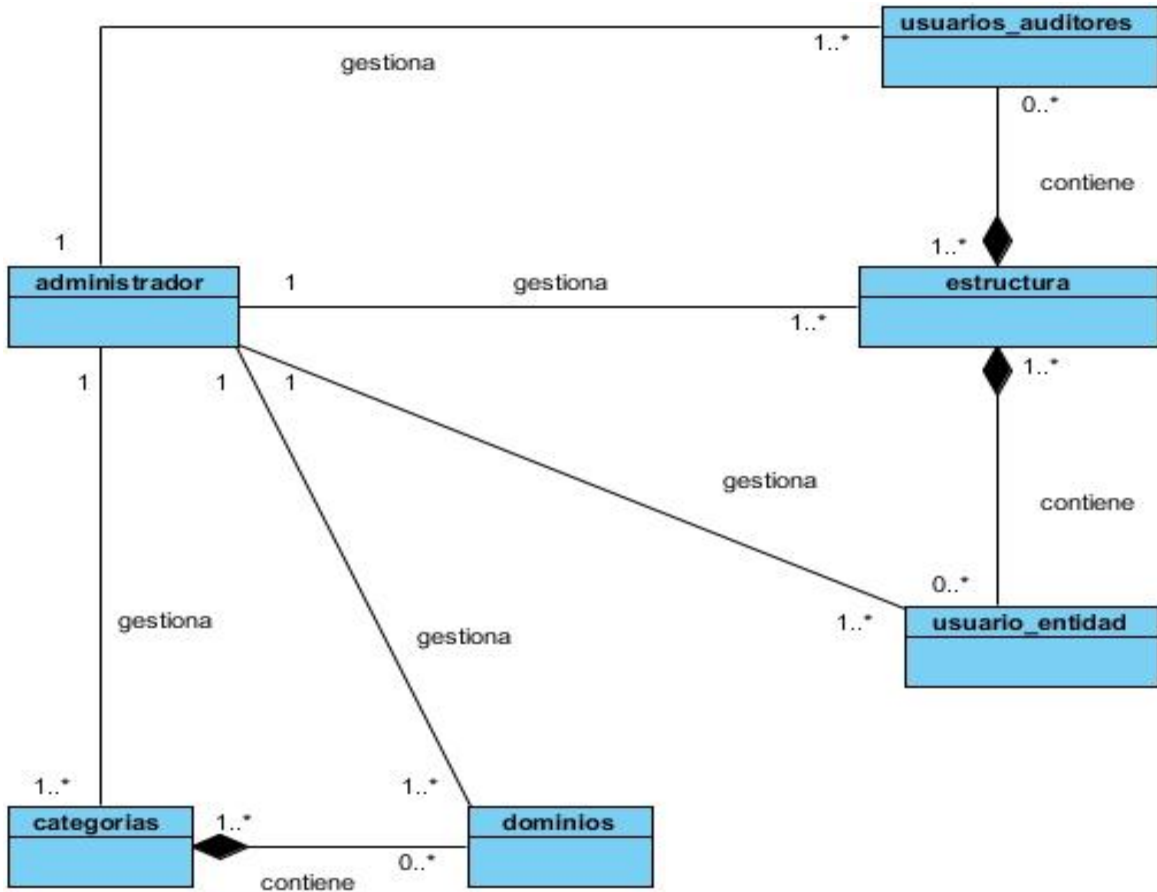 usuarios_auditores
1..*
gestiona
0..*
contiene
1
1..*
administrador
1
gestiona
estructura
1..*
1
1
1
1..*
gestiona
contiene
0..*
gestiona
gestiona
1..*
usuario_entidad
1..*
1..*
categorias
1..*
dominios
0..*
contiene